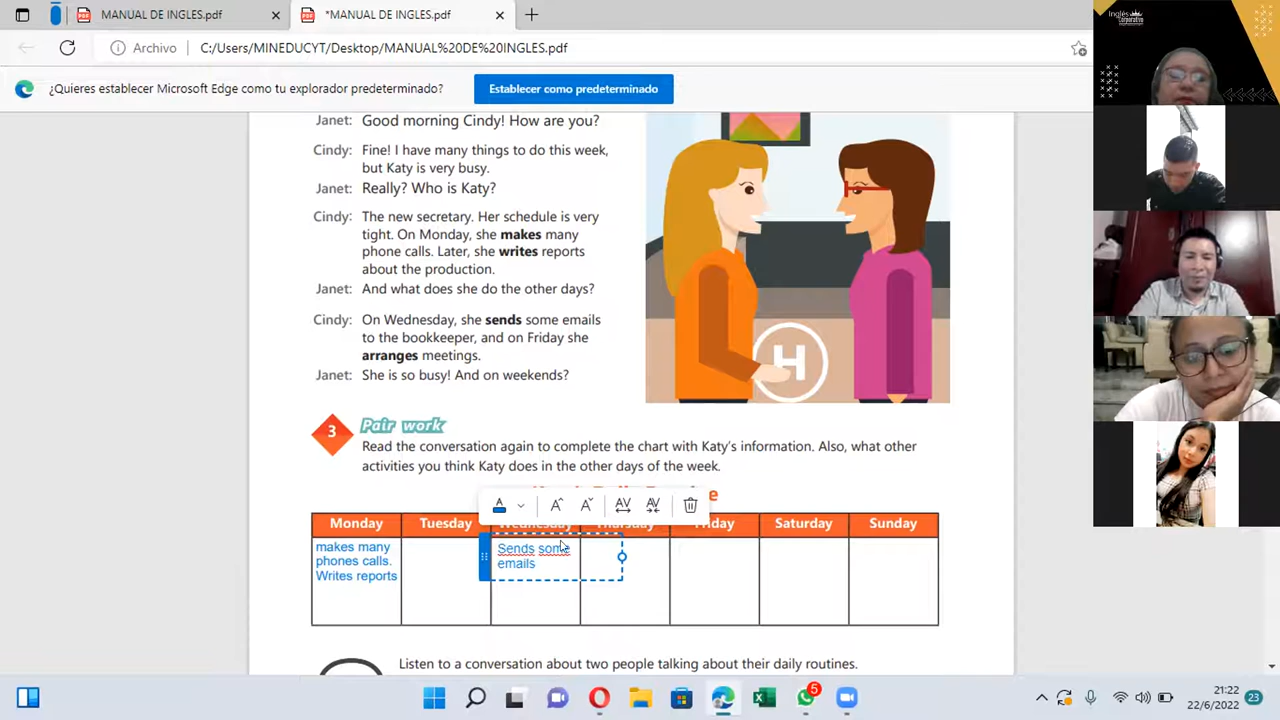 MANUAL DE INGLES.pdf
*MANUAL DE INGLES.pdf
Archivo
C:/Users/MINEDUCYT/Desktop/MANUAL%20DE%20INGLES.pdf
¿Quieres establecer Microsoft Edge como tu explorador predeterminado?
Establecer como predeterminado
Inglés
Corporativo
Janet: Good morning Cindy! How are you?
Cindy: Fine! I have many things to do this week,
but Katy is very busy.
Janet: Really? Who is Katy?
Cindy: The new secretary. Her schedule is very
tight. On Monday, she makes many
phone calls. Later, she writes reports
about the production.
Janet: And what does she do the other days?
Cindy: On Wednesday, she sends some emails
to the bookkeeper, and on Friday she
arranges meetings.
Janet: She is so busy! And on weekends?
H
3
Pair work
Read the conversation again to complete the chart with Katy's information. Also, what other
activities you think Katy does in the other days of the week.
Monday Tuesday Wednesday Thursday Friday Saturday Sunday
makes many
phones calls.
Writes reports
Sends some
emails
Listen to a conversation about two people talking about their daily routines.
5
21:22
22/6/2022
23